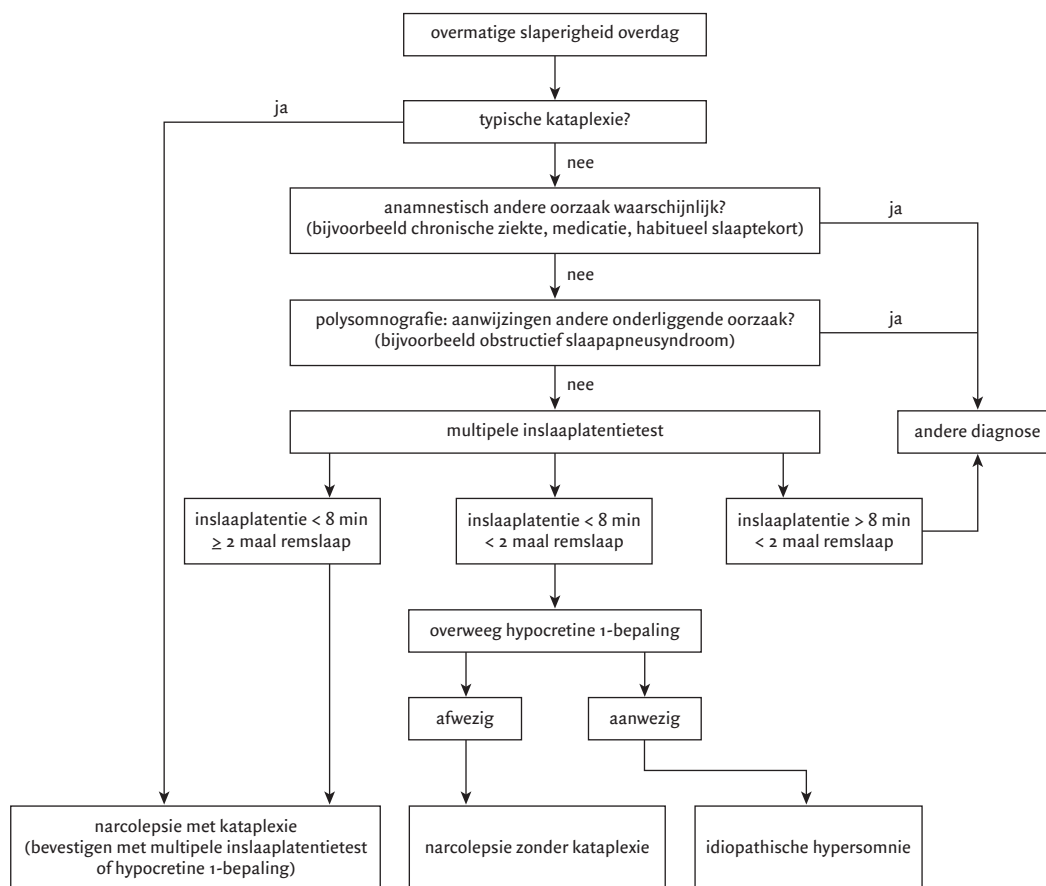 overmatige slaperigheid overdag
ja
typische kataplexie?
nee
anamnestisch andere oorzaak waarschijnlijk?
(bijvoorbeeld chronische ziekte, medicatie, habitueel slaaptekort)
ja
nee
polysomnografie: aanwijzingen andere onderliggende oorzaak?
(bijvoorbeeld obstructief slaapapneusyndroom)
ja
nee
multipele inslaaplatentietest
andere diagnose
inslaaplatentie < 8 min
≥ 2 maal remslaap
inslaaplatentie < 8 min
< 2 maal remslaap
inslaaplatentie > 8 min
< 2 maal remslaap
overweeg hypocretine 1-bepaling
afwezig
aanwezig
narcolepsie met kataplexie
(bevestigen met multipele inslaaplatentietest
of hypocretine 1-bepaling)
narcolepsie zonder kataplexie
idiopathische hypersomnie